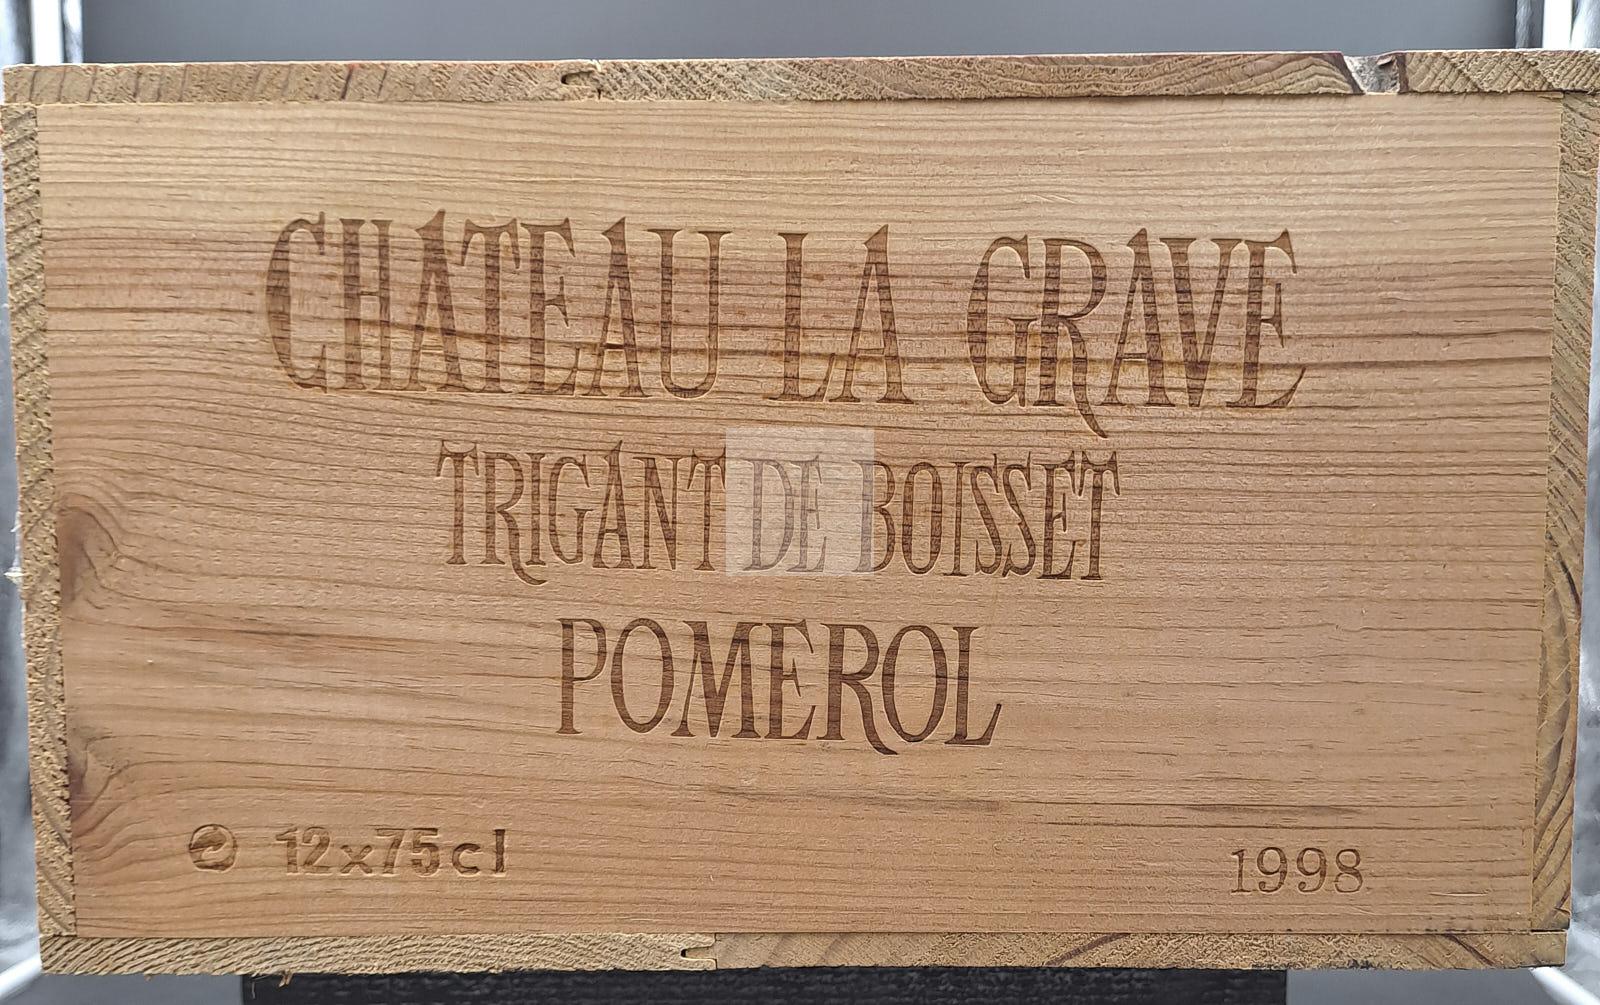 CHATEAU LA GRAVE
TRIGANT DE BOISSET
POMEROL
12x75cl 1998